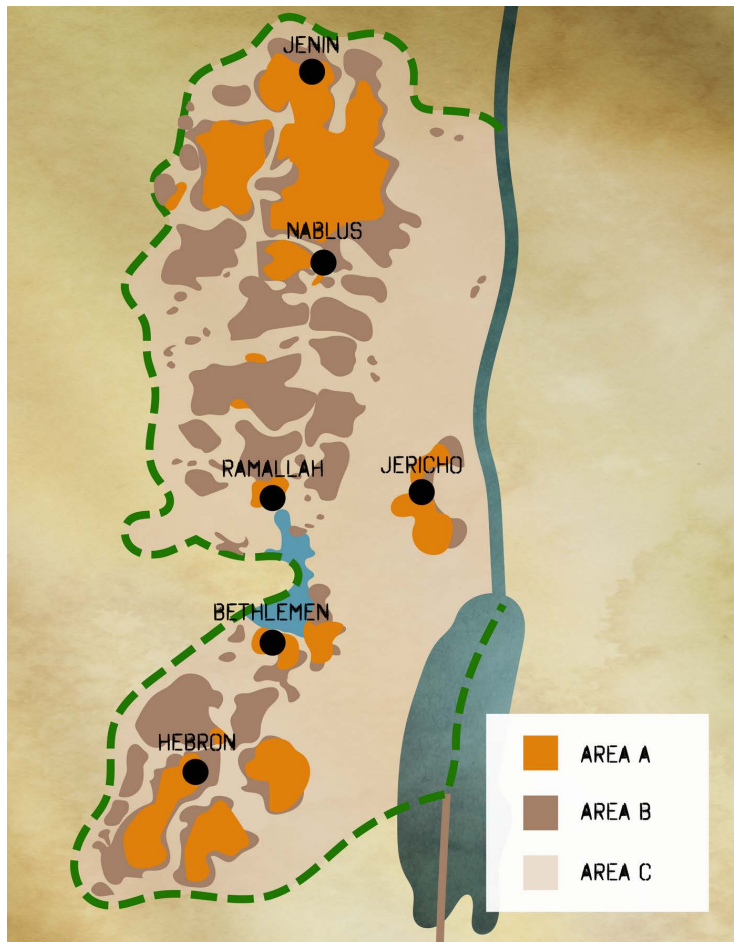 JENIN
NABLUS
RAMALLAH
JERICHO
BETHLEMEN
HEBRON
AREA A
AREA B
AREA C